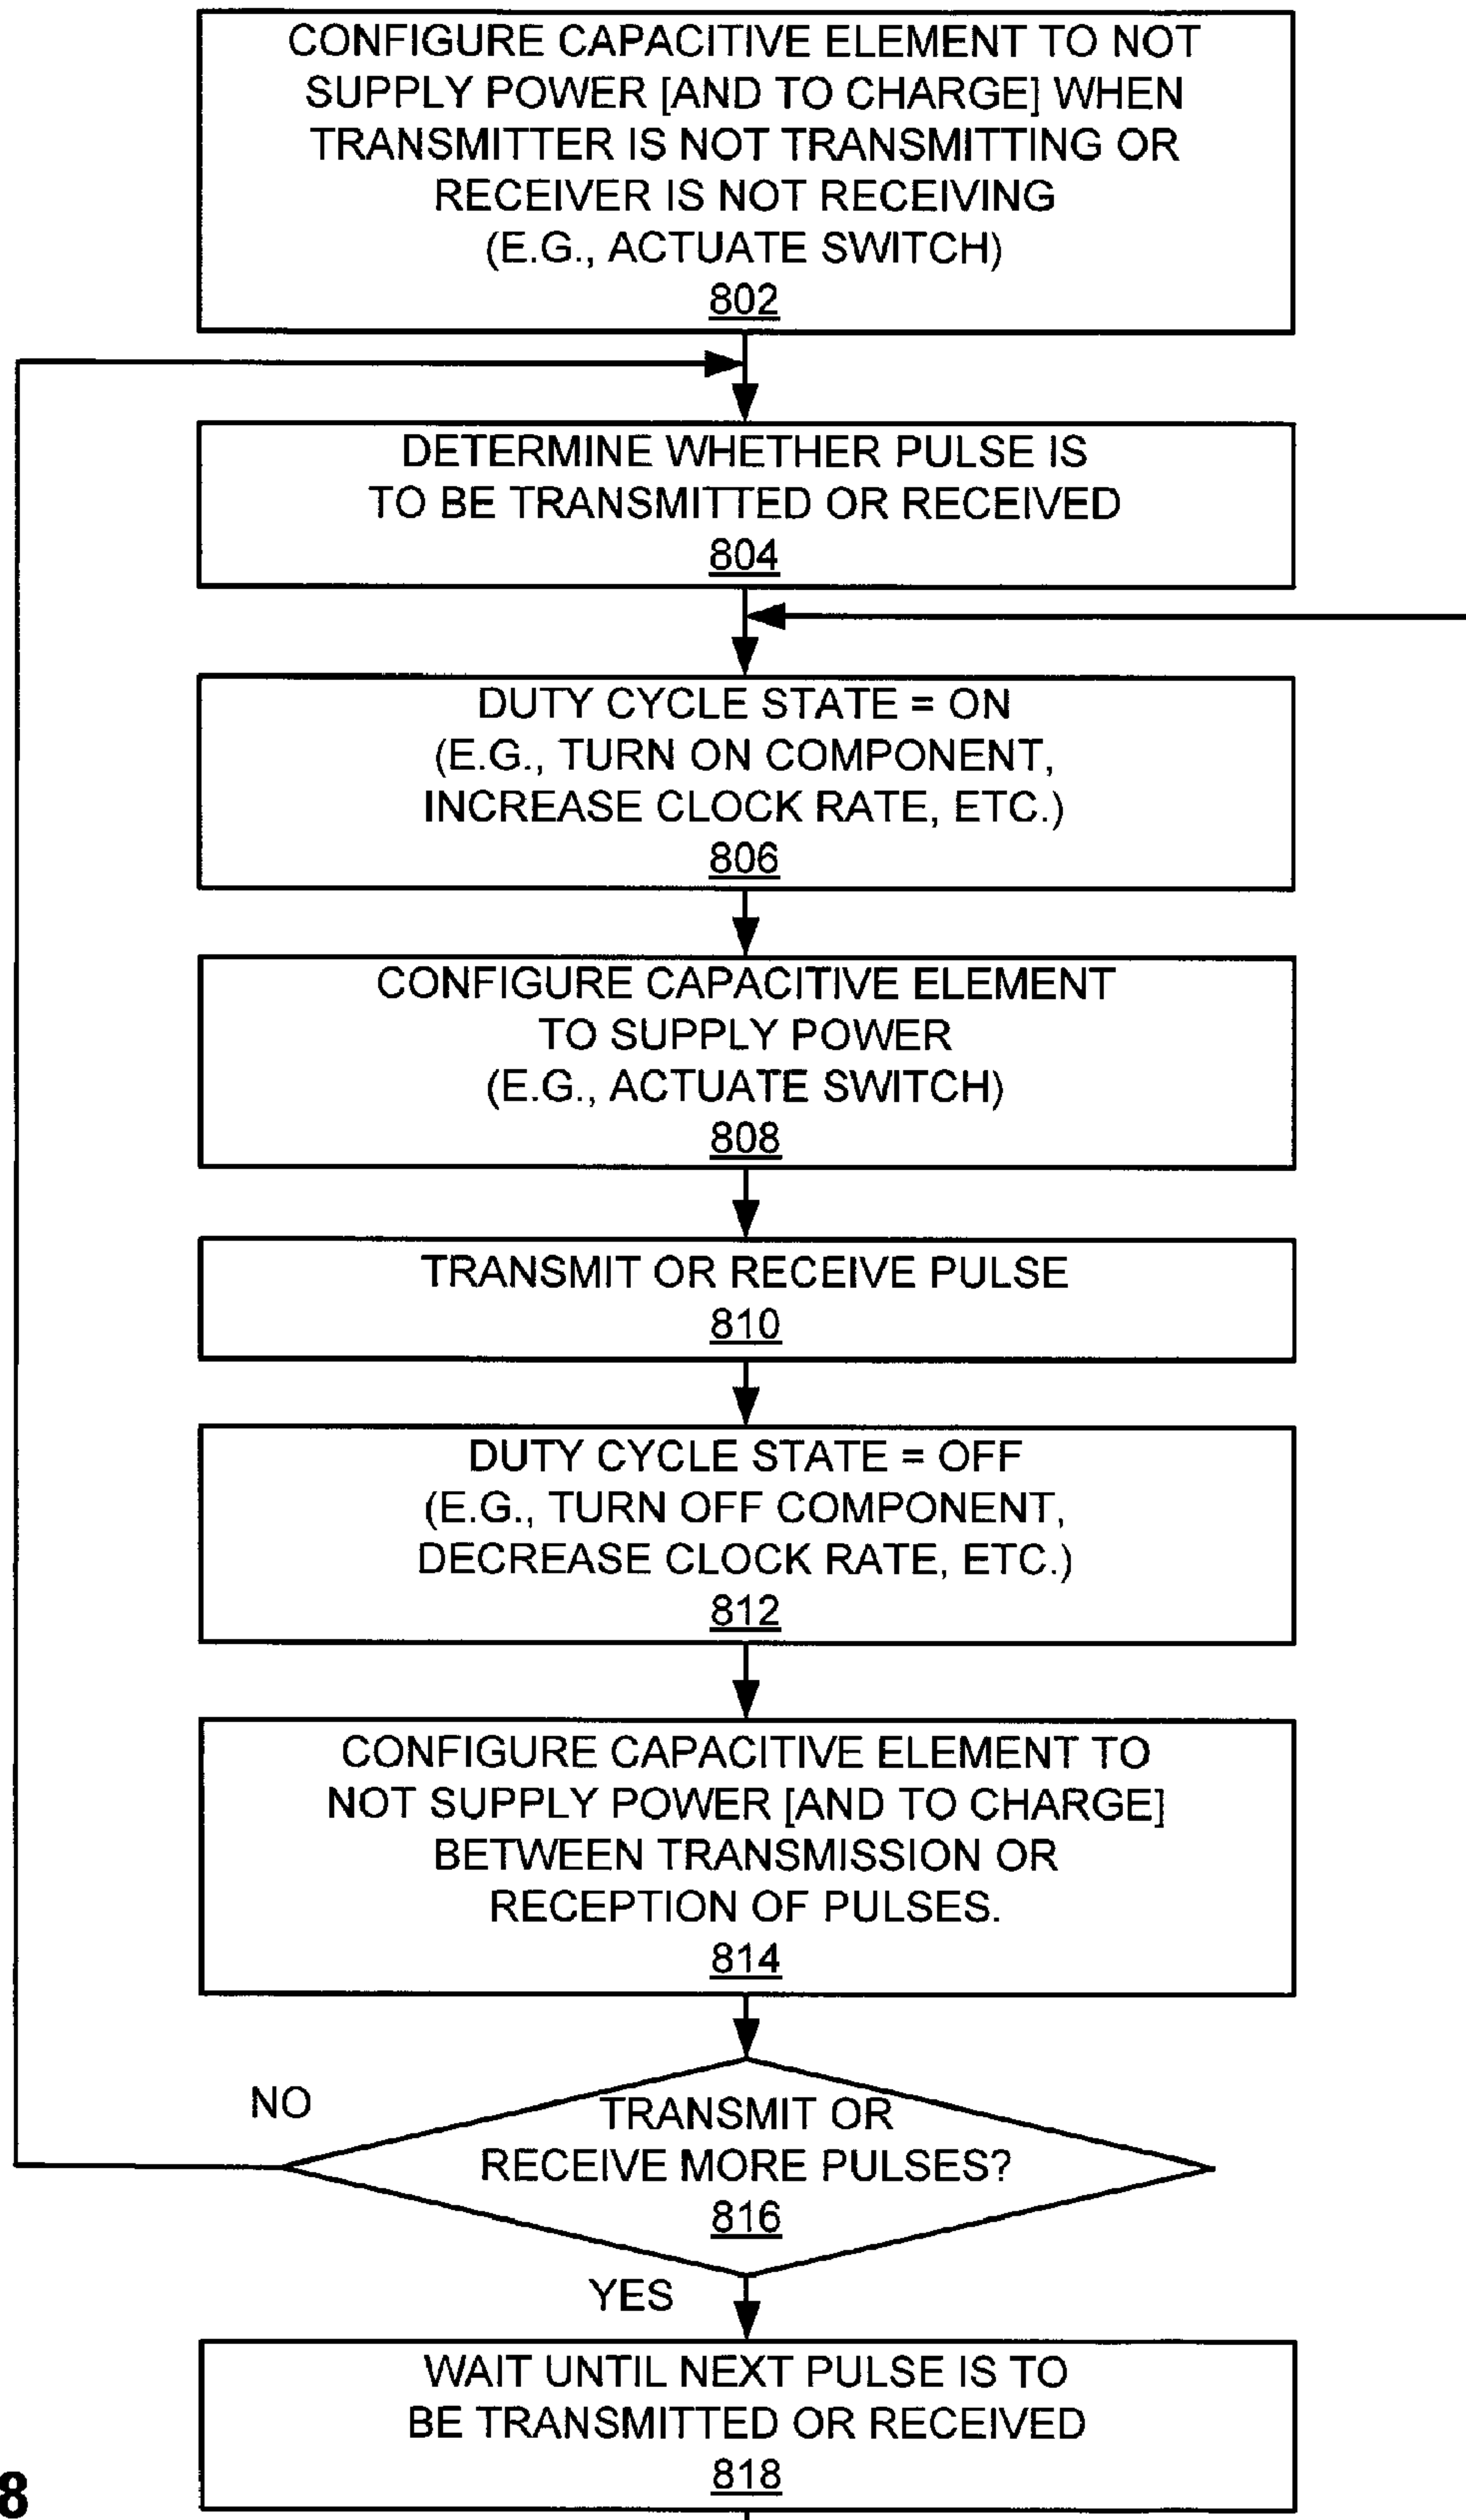 CONFIGURE CAPACITIVE ELEMENT TO NOT
SUPPLY POWER [AND TO CHARGE] WHEN
TRANSMITTER IS NOT TRANSMITTING OR
RECEIVER IS NOT RECEIVING
(E.G., ACTUATE SWITCH)
802
DETERMINE WHETHER PULSE IS
TO BE TRANSMITTED OR RECEIVED
804
DUTY CYCLE STATE = ON
(E.G., TURN ON COMPONENT,
INCREASE CLOCK RATE, ETC.)
806
CONFIGURE CAPACITIVE ELEMENT
TO SUPPLY POWER
(E.G., ACTUATE SWITCH)
808
TRANSMIT OR RECEIVE PULSE
810
DUTY CYCLE STATE = OFF
(E.G., TURN OFF COMPONENT,
DECREASE CLOCK RATE, ETC.)
812
CONFIGURE CAPACITIVE ELEMENT TO
NOT SUPPLY POWER [AND TO CHARGE]
BETWEEN TRANSMISSION OR
RECEPTION OF PULSES.
814
NO
TRANSMIT OR
RECEIVE MORE PULSES?
816
YES
WAIT UNTIL NEXT PULSE IS TO
BE TRANSMITTED OR RECEIVED
818
8